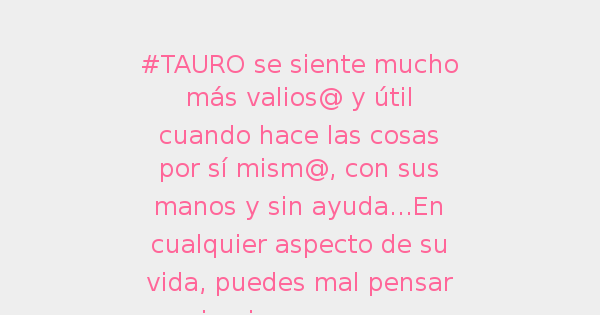 #TAURO se siente mucho
más valios@ y útil
cuando hace las cosas
por sí mism@, con sus
manos y sin ayuda...En
cualquier aspecto de su
vida, puedes mal pensar